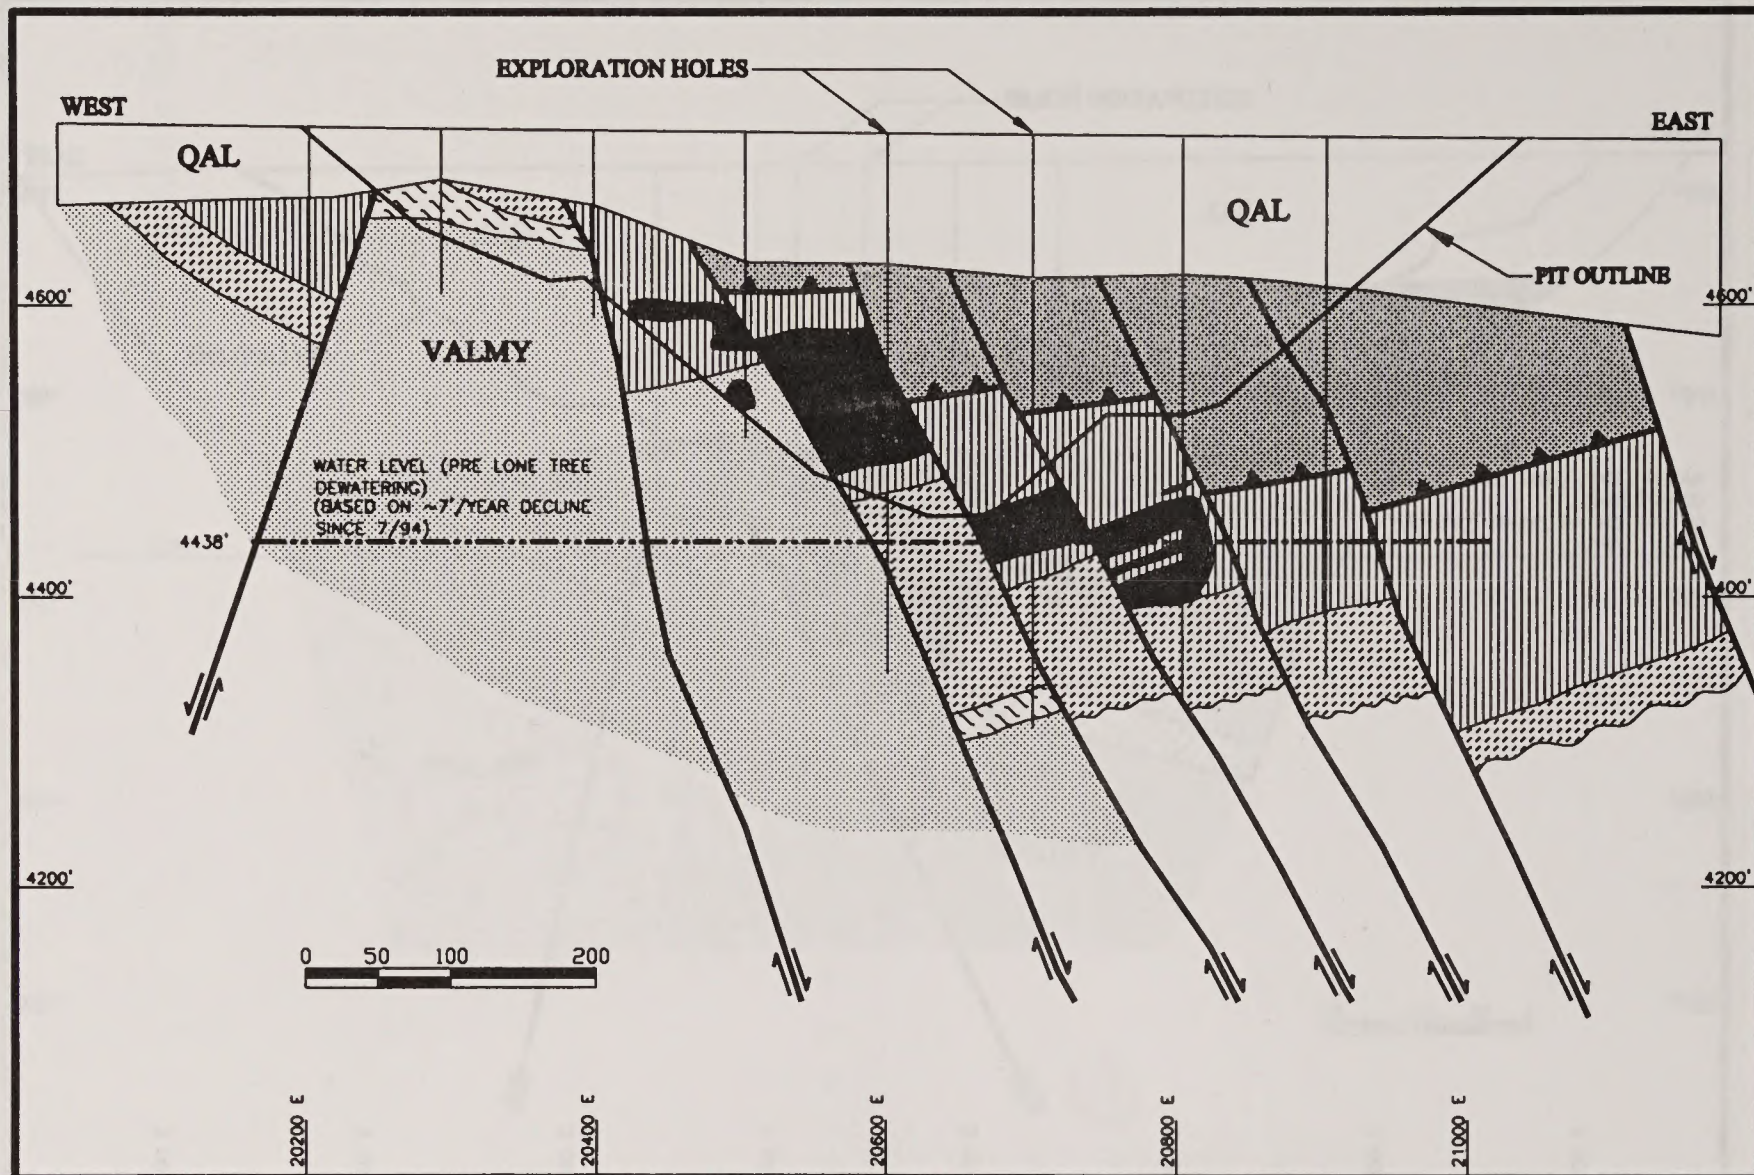 EXPLORATION HOLES
WEST
EAST
QAL
QAL
PIT OUTLINE
4600'
4600'
VALMY
WATER LEVEL (PRE LONE TREE
DEWATERING)
(BASED ON ~7'/YEAR DECLINE
SINCE 7/94)
4438'
4400'
400'
4200'
4200'
0 50 100 200
20200 E
20400 E
20600 E
20800 E
21000 E